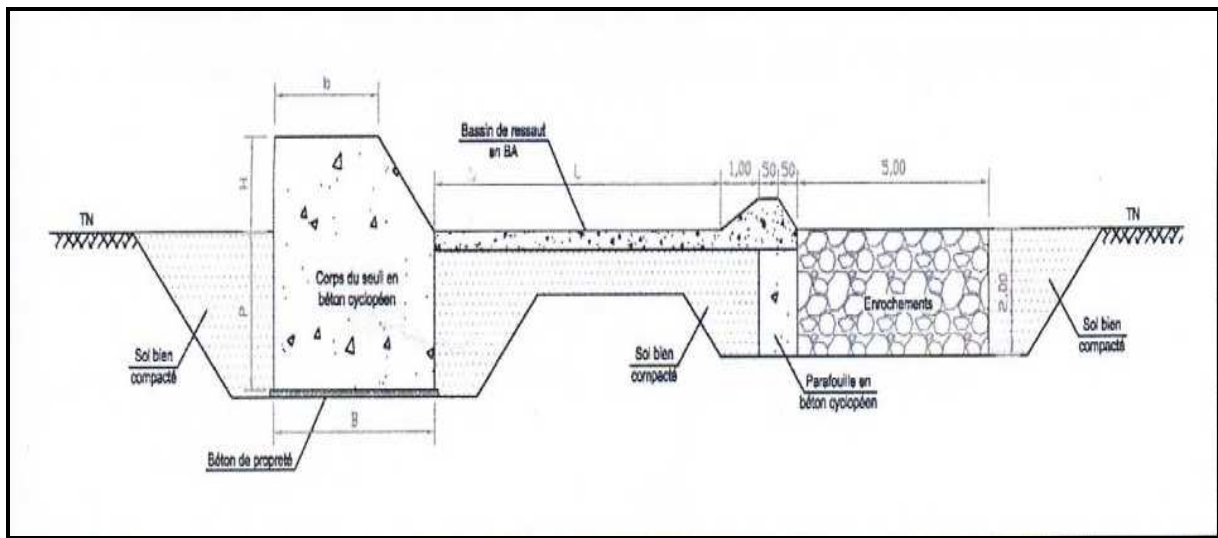 b
Bassin de ressaut
en BA
L
1,00
50
50
5,00
H
TN
TN
Corps du seuil en
béton cyclopéen
P
Enrochements
2,00
Sol bien
compacté
Sol bien
compacté
Sol bien
compacté
Parafouille en
béton cyclopéen
B
Béton de propreté